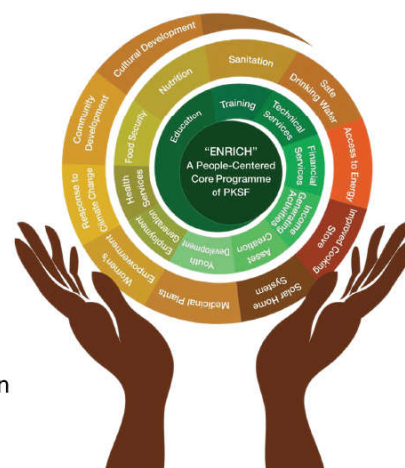 Cultural Development
Community
Development
Response to
Climate Change
Women's
Empowerment
Medicinal Plants
Solar Home
System
Improved Cooking
Stove
Access to Energy
Safe
Drinking Water
Sanitation
Nutrition
Food Security
Health
Services
Employment
Generation
Youth
Development
Asset
Creation
Income
Generating
Activities
Financial
Services
Technical
Services
Training
Education
"ENRICH"
A People-Centered
Core Programme
of PKSF
n